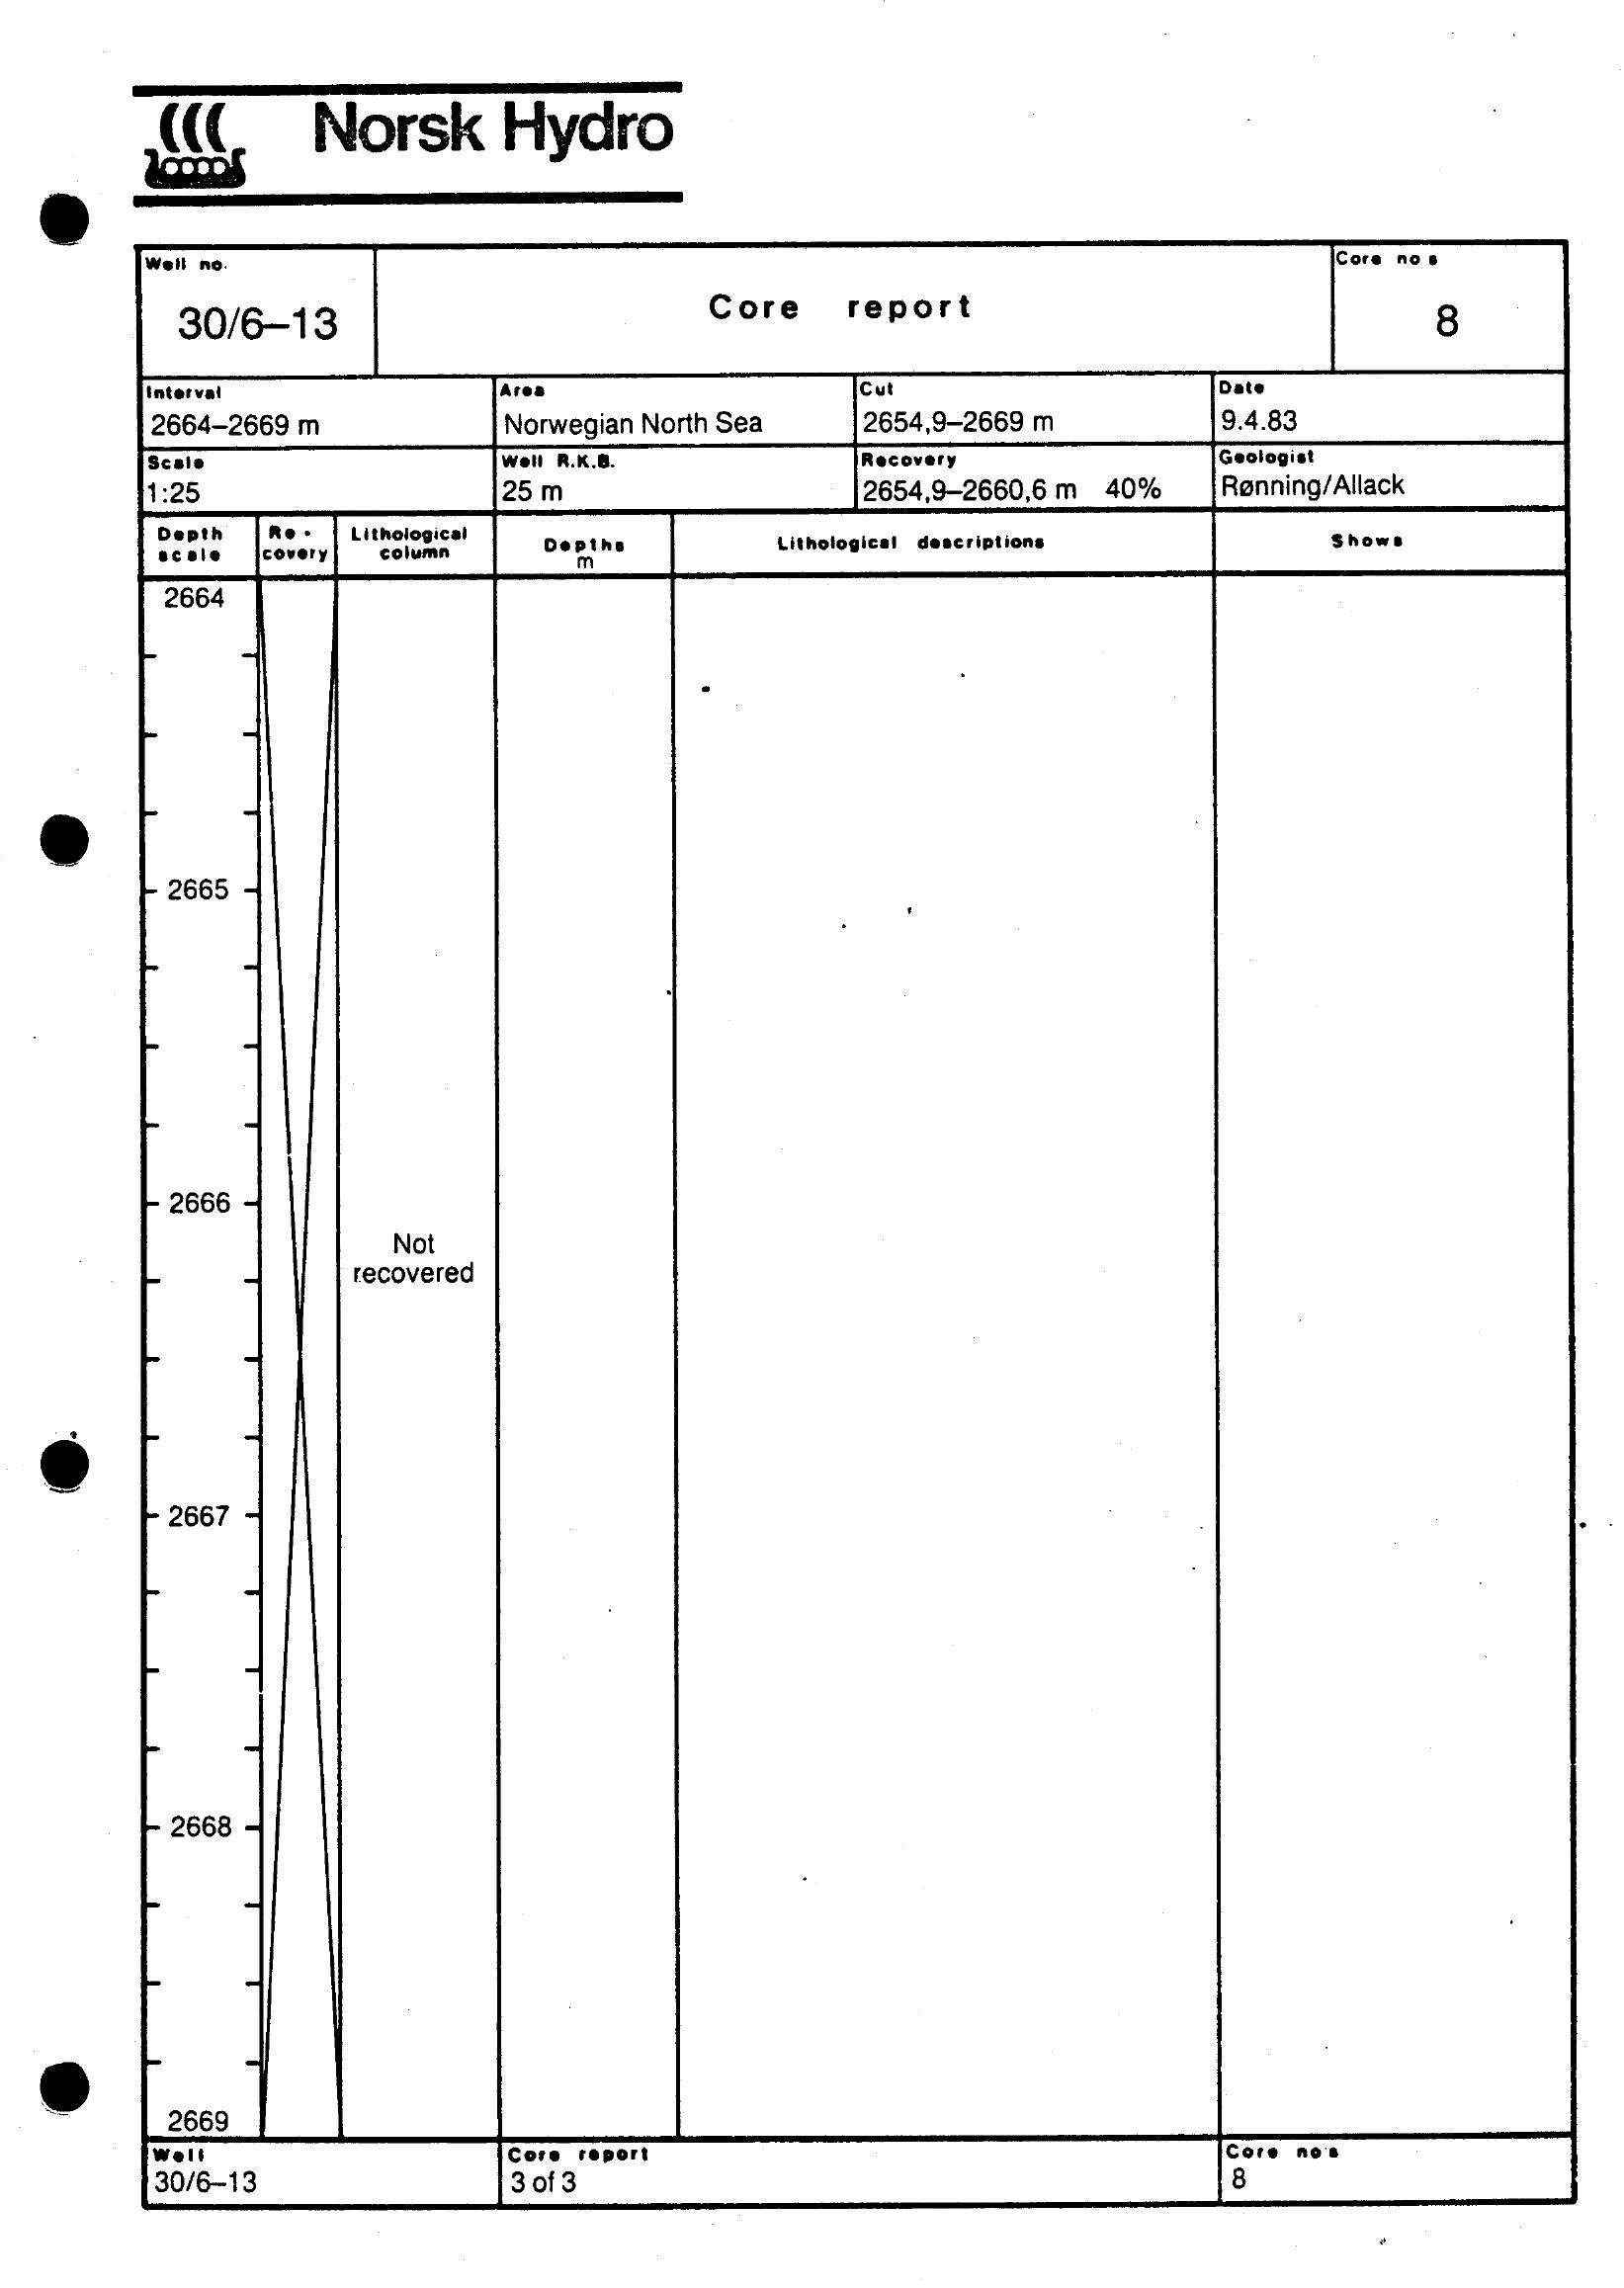 Norsk Hydro
Well no.
30/6–13
Core report
Core no s
8
Interval
2664–2669 m
Area
Norwegian North Sea
Cut
2654,9–2669 m
Date
9.4.83
Scale
1:25
Well R.K.B.
25 m
Recovery
2654,9–2660,6 m 40%
Geologist
Rønning/Allack
Depth
scale
Re-
covery
Lithological
column
Depths
m
Lithological descriptions
Shows
2664
2665
2666
Not
recovered
2667
2668
2669
Well
30/6–13
Core report
3 of 3
Core no's
8